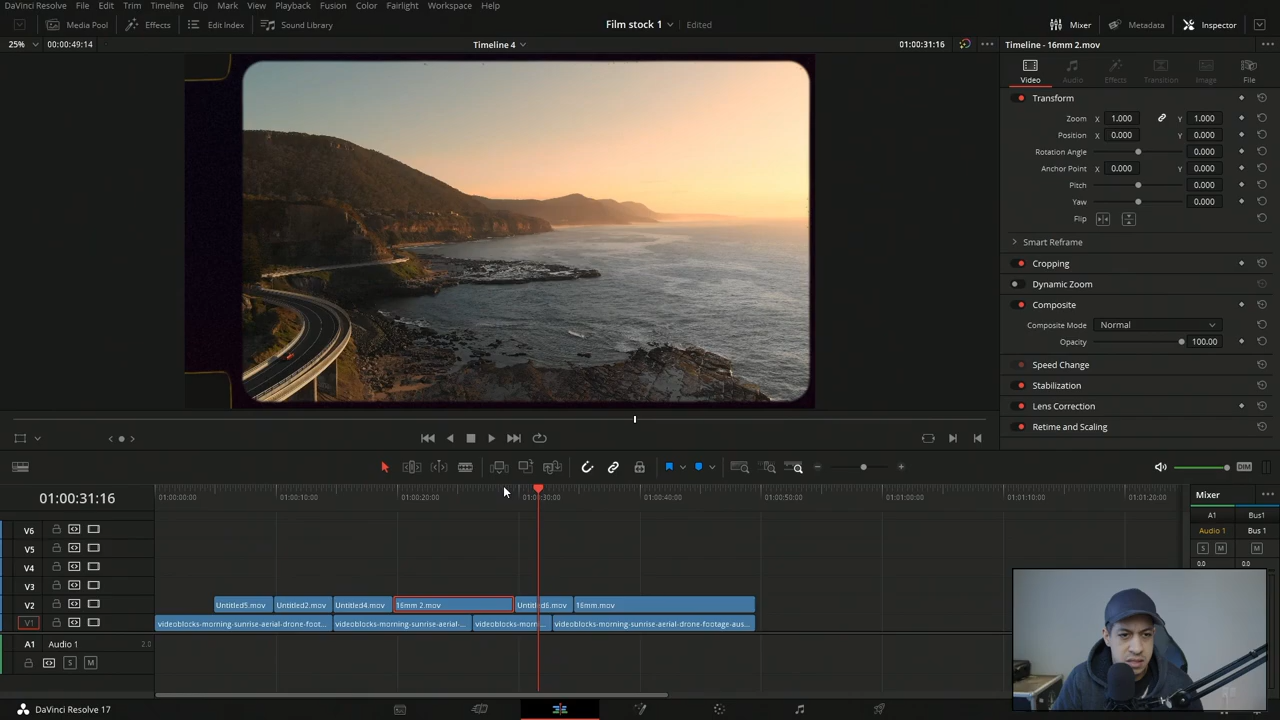 DaVinci Resolve File Edit Trim Timeline Clip Mark View Playback Fusion Color Fairlight Workspace Help
Media Pool Effects Edit Index Sound Library Film stock 1 Edited Mixer Metadata Inspector
25% 00:00:49:14 Timeline 4 01:00:31:16 Timeline - 16mm 2.mov
Video Audio Effects Transition Image File
Transform
Zoom X 1.000 Y 1.000
Position X 0.000 Y 0.000
Rotation Angle 0.000
Anchor Point X 0.000 Y 0.000
Pitch 0.000
Yaw 0.000
Flip
Smart Reframe
Cropping
Dynamic Zoom
Composite
Composite Mode Normal
Opacity 100.00
Speed Change
Stabilization
Lens Correction
Retime and Scaling
DIM
01:00:31:16 01:00:00:00 01:00:10:00 01:00:20:00 01:00:30:00 01:00:40:00 01:00:50:00 01:01:00:00 01:01:10:00 01:01:20:00 Mixer
A1 Bus1
Audio 1 Bus 1
S M M
0.0 0.0
V6
V5
V4
V3
V2 Untitled5.mov Untitled2.mov Untitled4.mov 16mm 2.mov Untitled6.mov 16mm.mov
V1 videoblocks-morning-sunrise-aerial-drone-foot... videoblocks-morning-sunrise-aerial-... videoblocks-morn... videoblocks-morning-sunrise-aerial-drone-footage-aus...
A1 Audio 1 2.0
S M
DaVinci Resolve 17